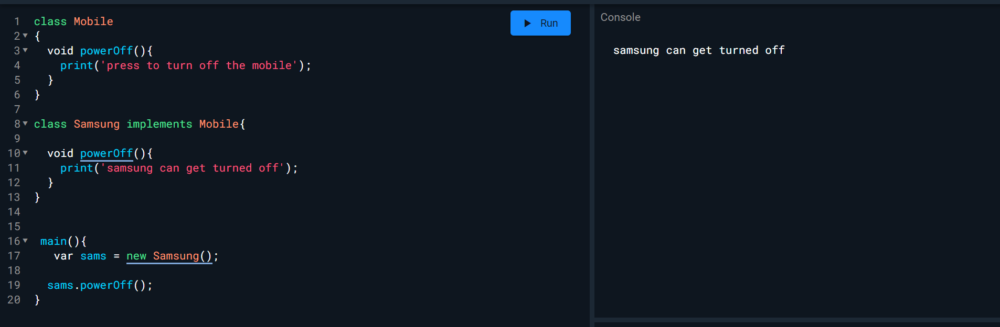 1 class Mobile
2 {
3 void powerOff(){
4 print('press to turn off the mobile');
5 }
6 }
7
8 class Samsung implements Mobile{
9
10 void powerOff(){
11 print('samsung can get turned off');
12 }
13 }
14
15
16 main(){
17 var sams = new Samsung();
18
19 sams.powerOff();
20 }
Run
Console
samsung can get turned off